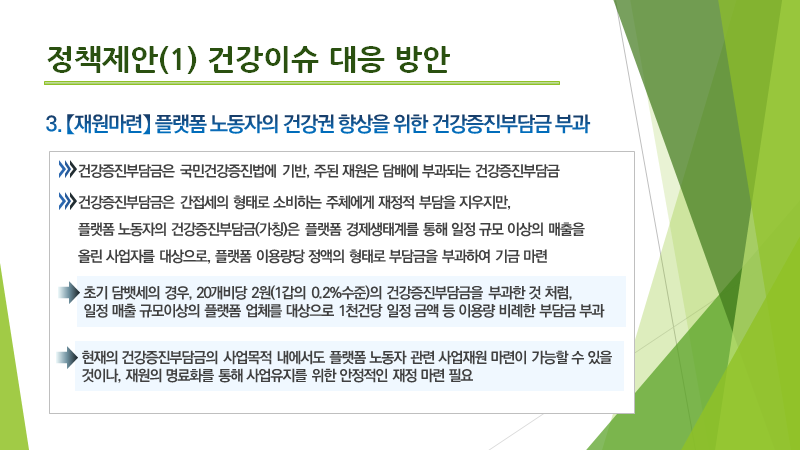 정책제안(1) 건강이슈 대응 방안
3.【재원마련】플랫폼 노동자의 건강권 향상을 위한 건강증진부담금 부과
건강증진부담금은 국민건강증진법에 기반, 주된 재원은 담배에 부과되는 건강증진부담금
건강증진부담금은 간접세의 형태로 소비하는 주체에게 재정적 부담을 지우지만,
플랫폼 노동자의 건강증진부담금(가칭)은 플랫폼 경제생태계를 통해 일정 규모 이상의 매출을
올린 사업자를 대상으로, 플랫폼 이용량당 정액의 형태로 부담금을 부과하여 기금 마련
초기 담뱃세의 경우, 20개비당 2원(1갑의 0.2%수준)의 건강증진부담금을 부과한 것 처럼,
일정 매출 규모이상의 플랫폼 업체를 대상으로 1천건당 일정 금액 등 이용량 비례한 부담금 부과
현재의 건강증진부담금의 사업목적 내에서도 플랫폼 노동자 관련 사업재원 마련이 가능할 수 있을
것이나, 재원의 명료화를 통해 사업유지를 위한 안정적인 재정 마련 필요